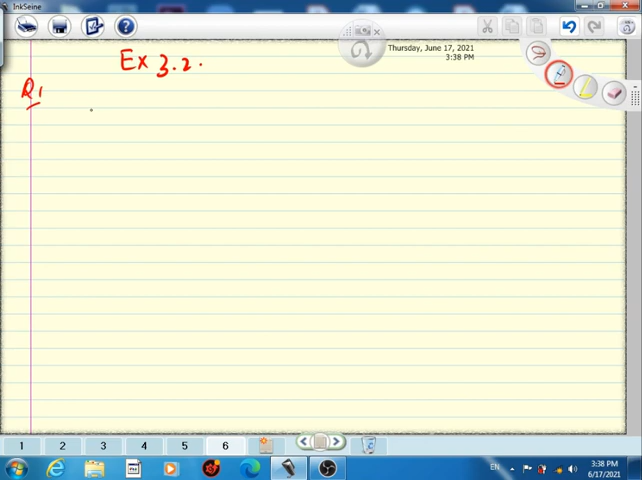 InkSeine
Thursday, June 17, 2021
3:38 PM
Ex 3.2.
Q1
1 2 3 4 5 6
EN
3:38 PM
6/17/2021